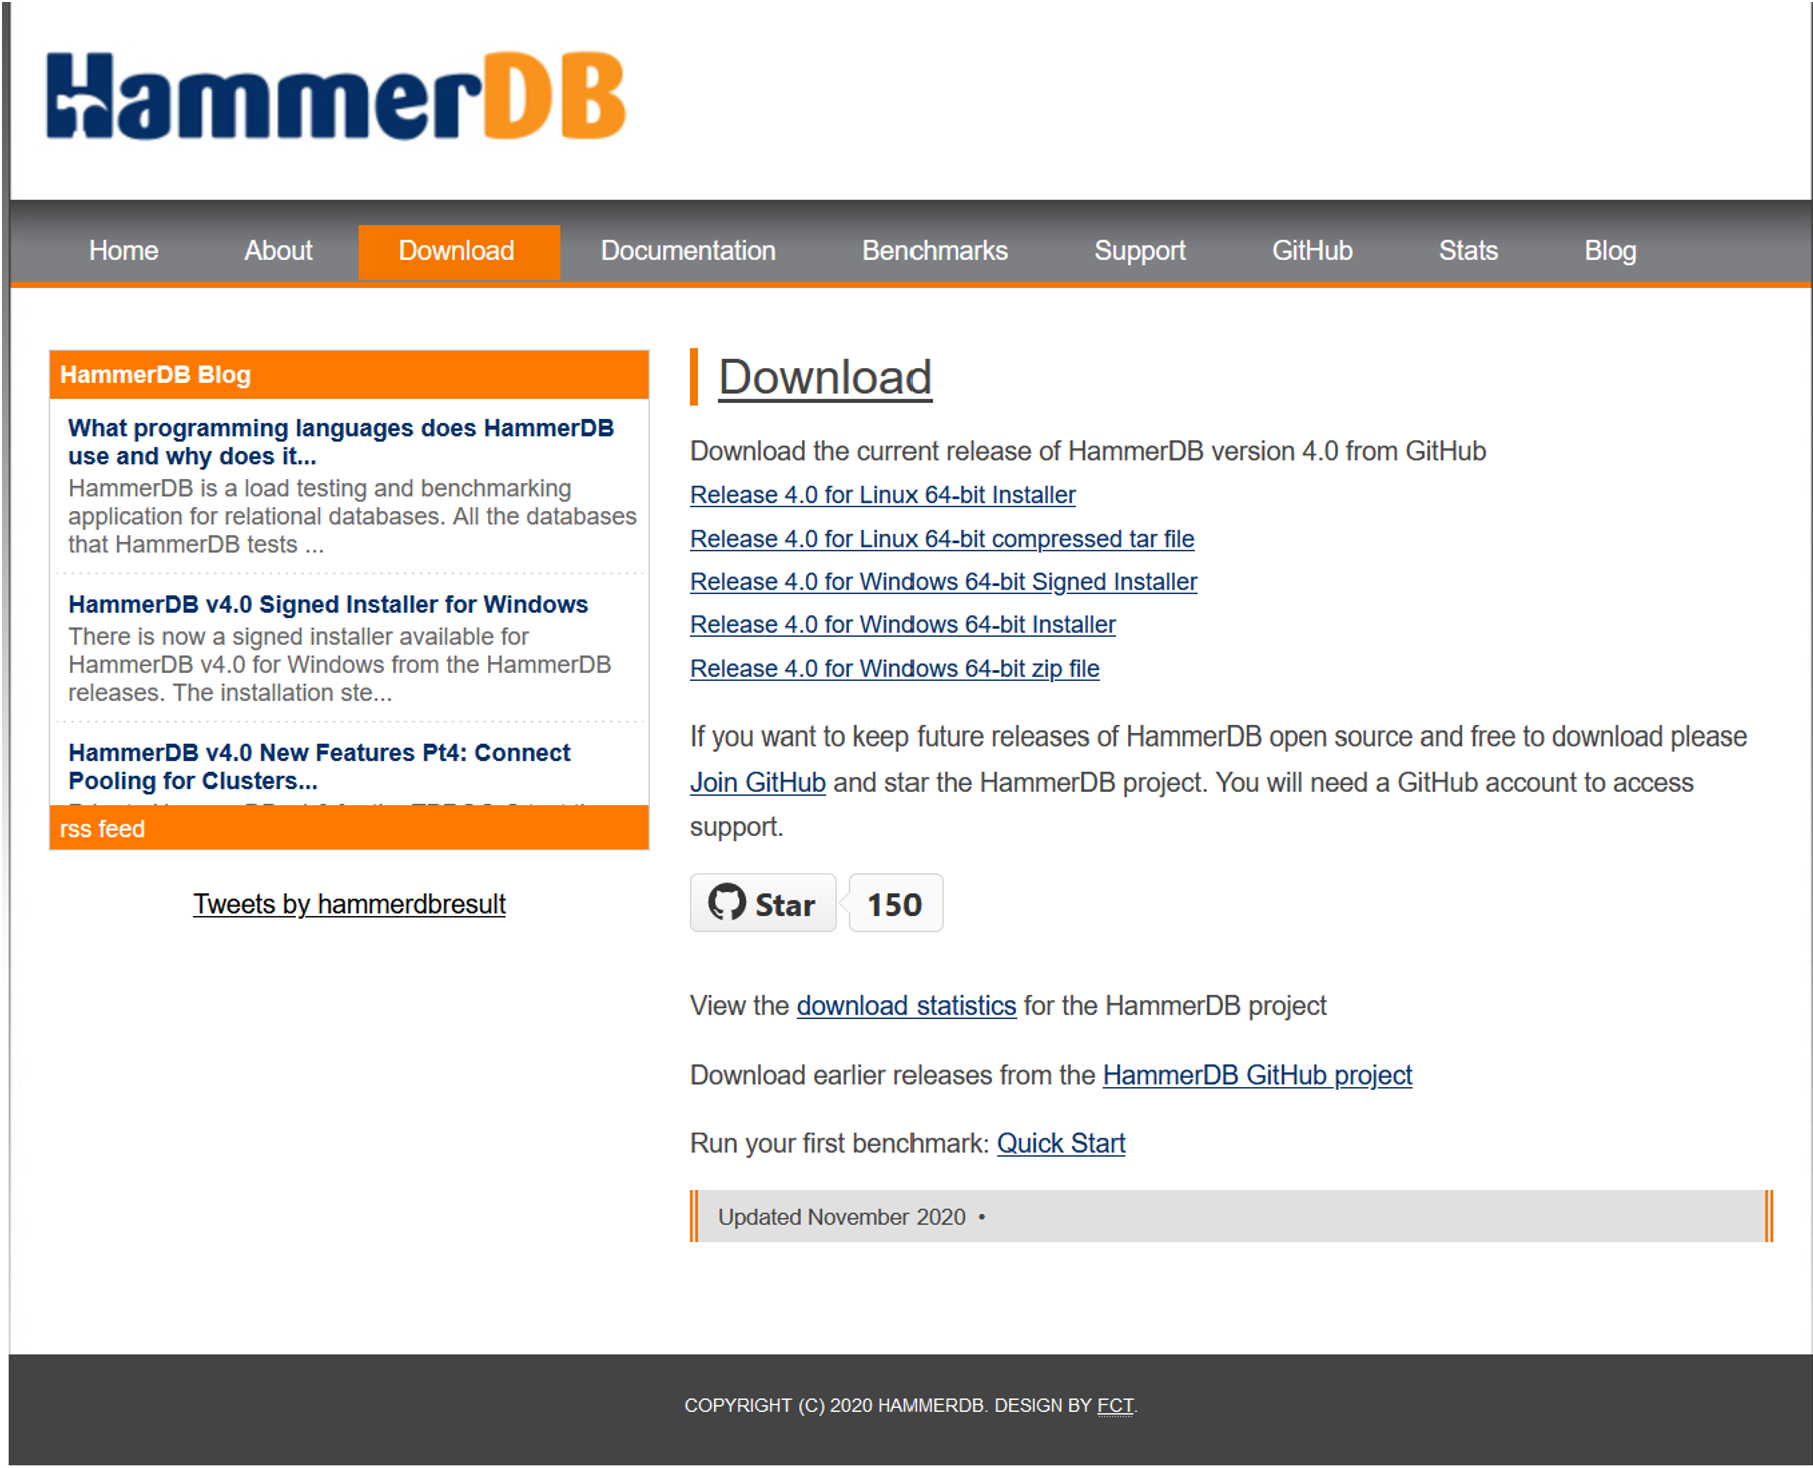 HammerDB
Home About Download Documentation Benchmarks Support GitHub Stats Blog
HammerDB Blog
What programming languages does HammerDB
use and why does it...
HammerDB is a load testing and benchmarking
application for relational databases. All the databases
that HammerDB tests ...
HammerDB v4.0 Signed Installer for Windows
There is now a signed installer available for
HammerDB v4.0 for Windows from the HammerDB
releases. The installation ste...
HammerDB v4.0 New Features Pt4: Connect
Pooling for Clusters...
rss feed
Tweets by hammerdbresult
Download
Download the current release of HammerDB version 4.0 from GitHub
Release 4.0 for Linux 64-bit Installer
Release 4.0 for Linux 64-bit compressed tar file
Release 4.0 for Windows 64-bit Signed Installer
Release 4.0 for Windows 64-bit Installer
Release 4.0 for Windows 64-bit zip file
If you want to keep future releases of HammerDB open source and free to download please
Join GitHub and star the HammerDB project. You will need a GitHub account to access
support.
Star 150
View the download statistics for the HammerDB project
Download earlier releases from the HammerDB GitHub project
Run your first benchmark: Quick Start
Updated November 2020 •
COPYRIGHT (C) 2020 HAMMERDB. DESIGN BY FCT.